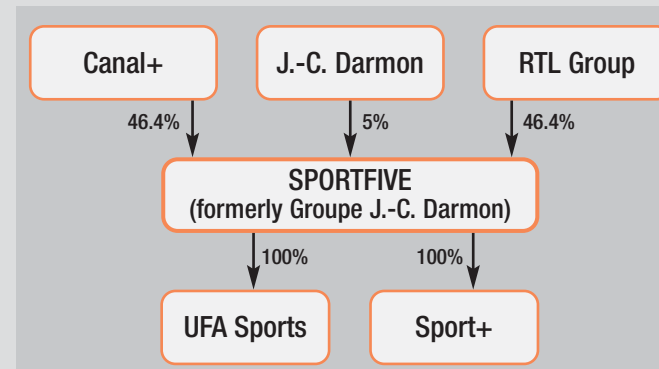 Canal+
J.-C. Darmon
RTL Group
46.4%
5%
46.4%
SPORTFIVE
(formerly Groupe J.-C. Darmon)
100%
100%
UFA Sports
Sport+